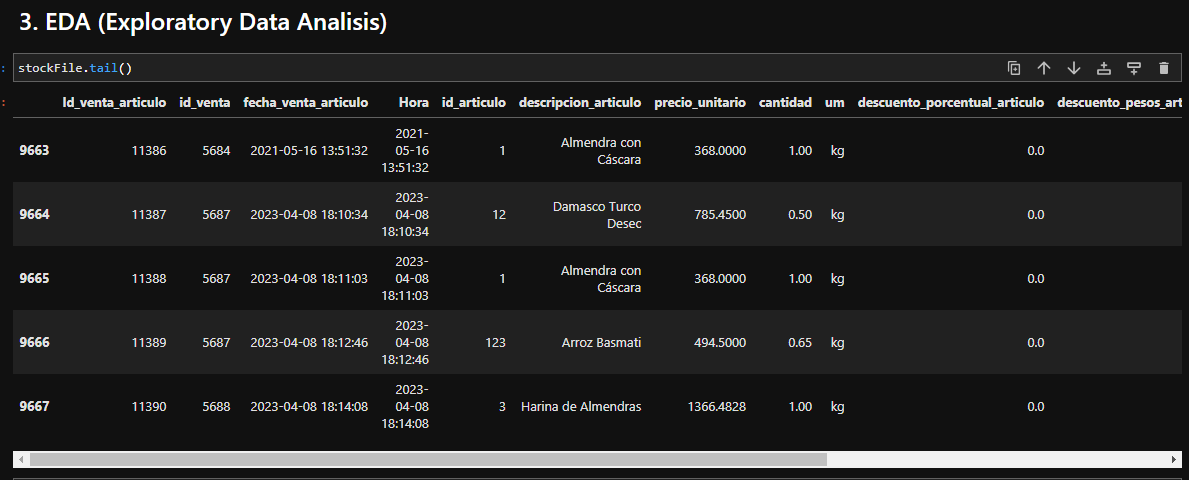 3. EDA (Exploratory Data Analisis)
: stockFile.tail()
: Id_venta_articulo id_venta fecha_venta_articulo Hora id_articulo descripcion_articulo precio_unitario cantidad um descuento_porcentual_articulo descuento_pesos_art
9663 11386 5684 2021-05-16 13:51:32 2021-05-16 13:51:32 1 Almendra con Cáscara 368.0000 1.00 kg 0.0
9664 11387 5687 2023-04-08 18:10:34 2023-04-08 18:10:34 12 Damasco Turco Desec 785.4500 0.50 kg 0.0
9665 11388 5687 2023-04-08 18:11:03 2023-04-08 18:11:03 1 Almendra con Cáscara 368.0000 1.00 kg 0.0
9666 11389 5687 2023-04-08 18:12:46 2023-04-08 18:12:46 123 Arroz Basmati 494.5000 0.65 kg 0.0
9667 11390 5688 2023-04-08 18:14:08 2023-04-08 18:14:08 3 Harina de Almendras 1366.4828 1.00 kg 0.0